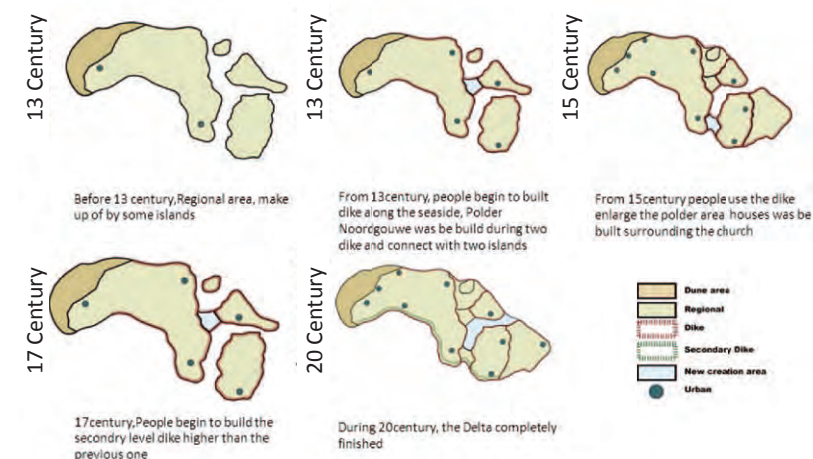 13 Century
Before 13 century,Regional area, make
up of by some islands
13 Century
From 13century, people begin to built
dike along the seaside, Polder
Noordgouwe was be build during two
dike and connect with two islands
15 Century
From 15century people use the dike
enlarge the polder area houses was be
built surrounding the church
17 Century
17century,People begin to build the
secondry level dike higher than the
previous one
20 Century
During 20century, the Delta completely
finished
Dune area
Regional
Dike
Secondary Dike
New creation area
Urban